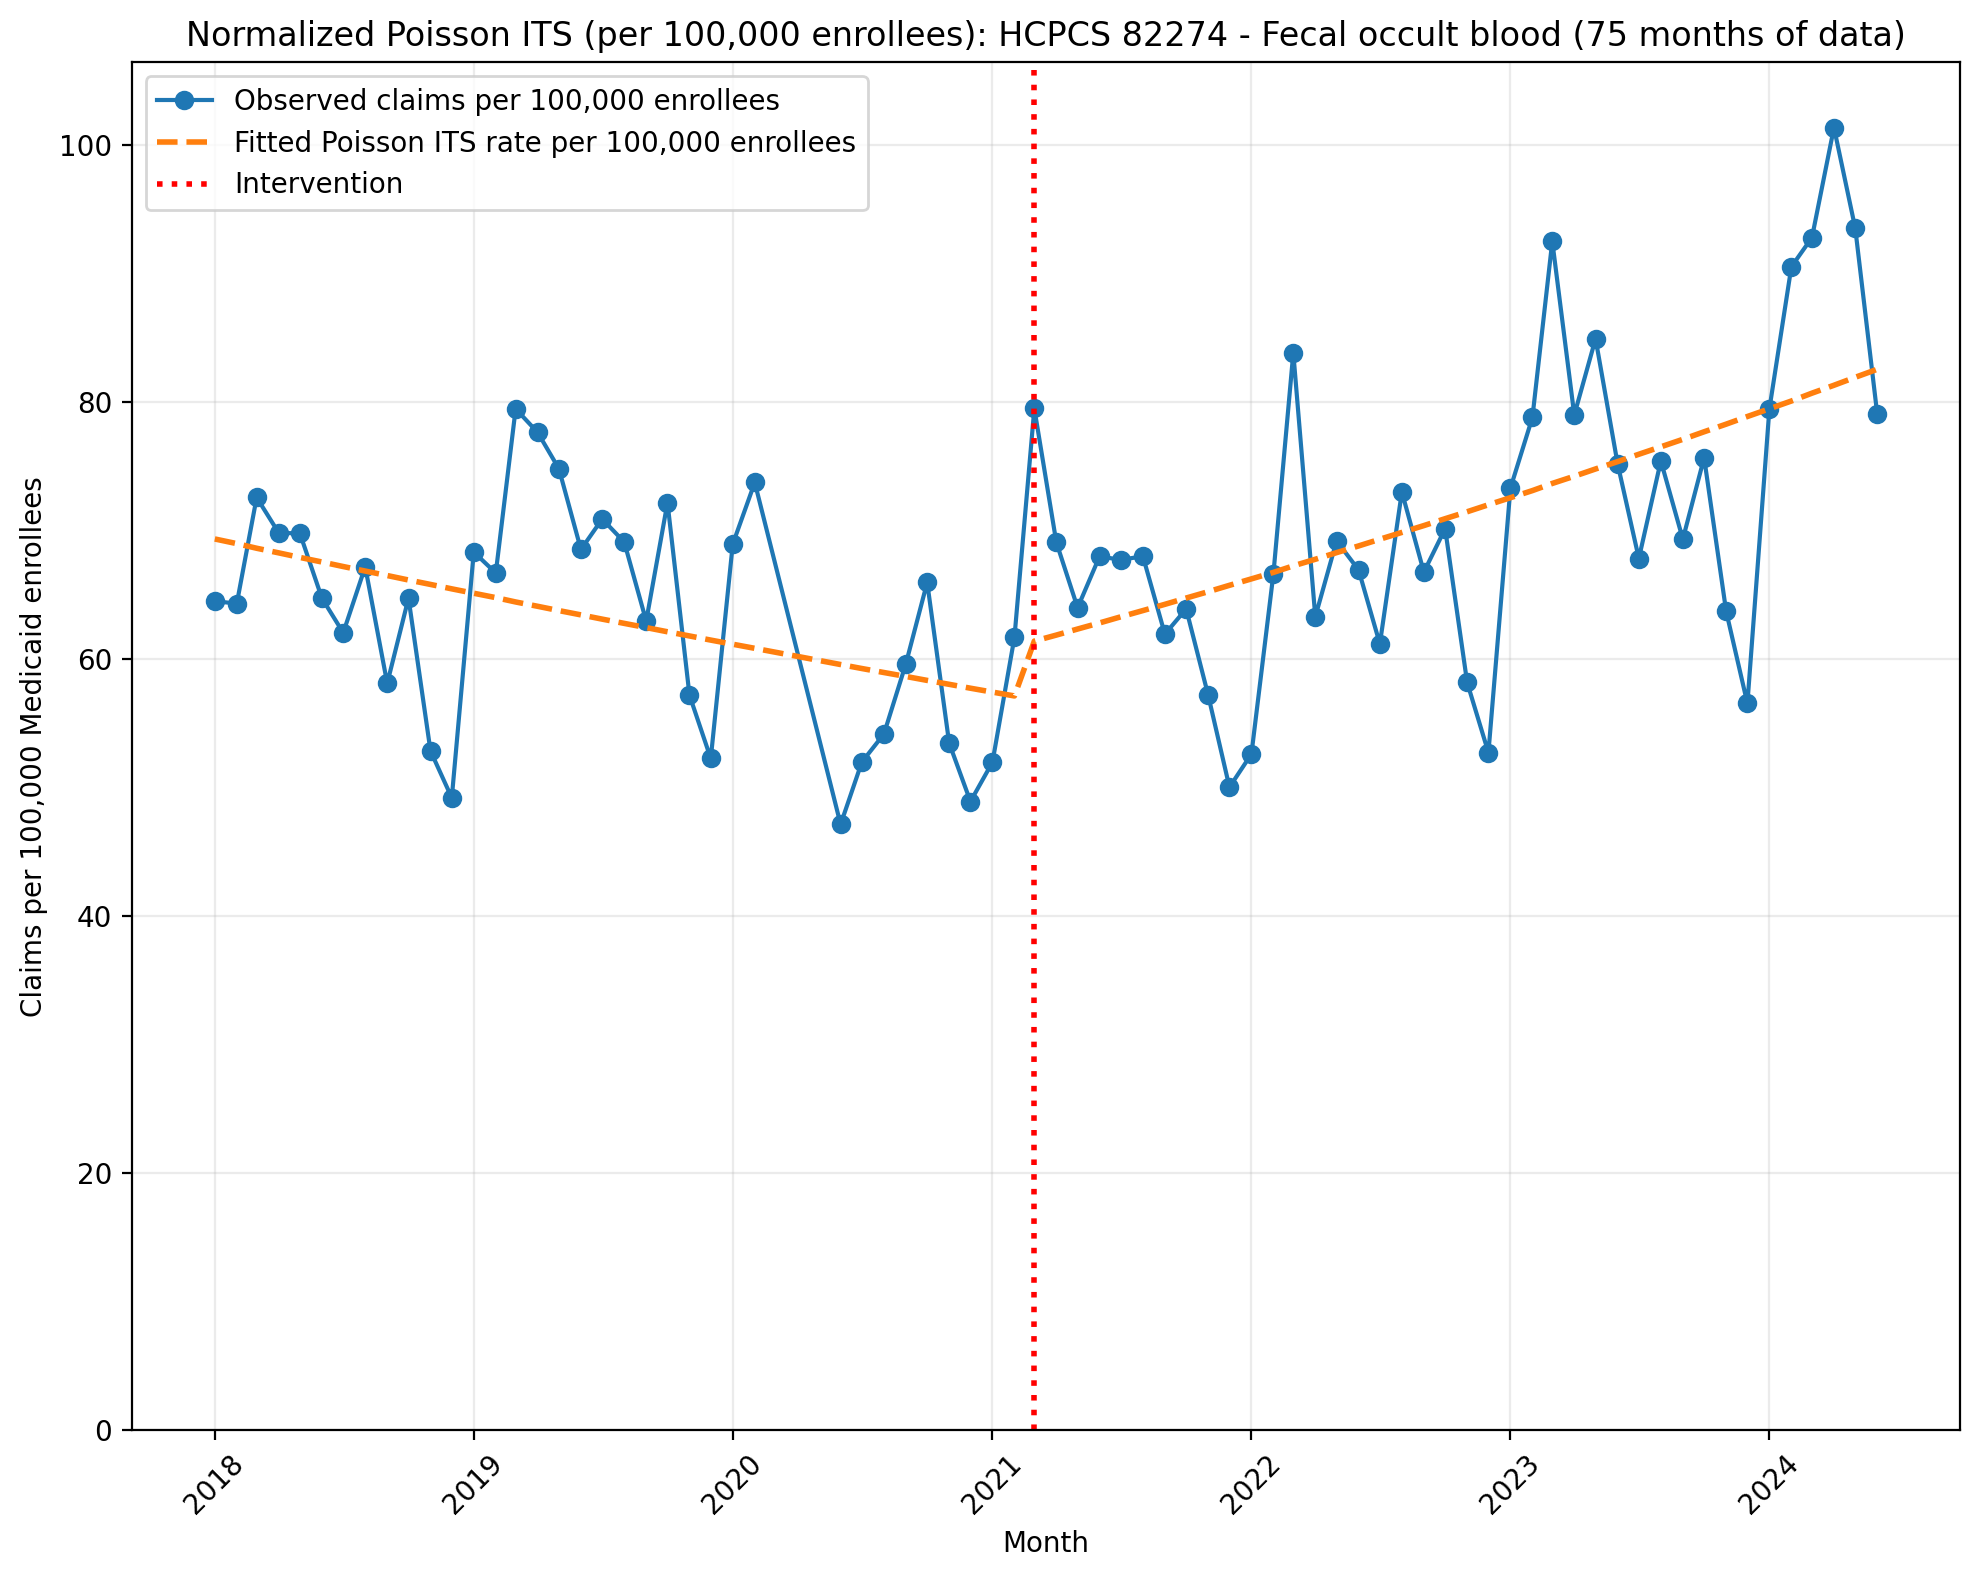 Normalized Poisson ITS (per 100,000 enrollees): HCPCS 82274 - Fecal occult blood (75 months of data)
Observed claims per 100,000 enrollees
Fitted Poisson ITS rate per 100,000 enrollees
Intervention
Claims per 100,000 Medicaid enrollees
100
80
60
40
20
0
2018
2019
2020
2021
2022
2023
2024
Month